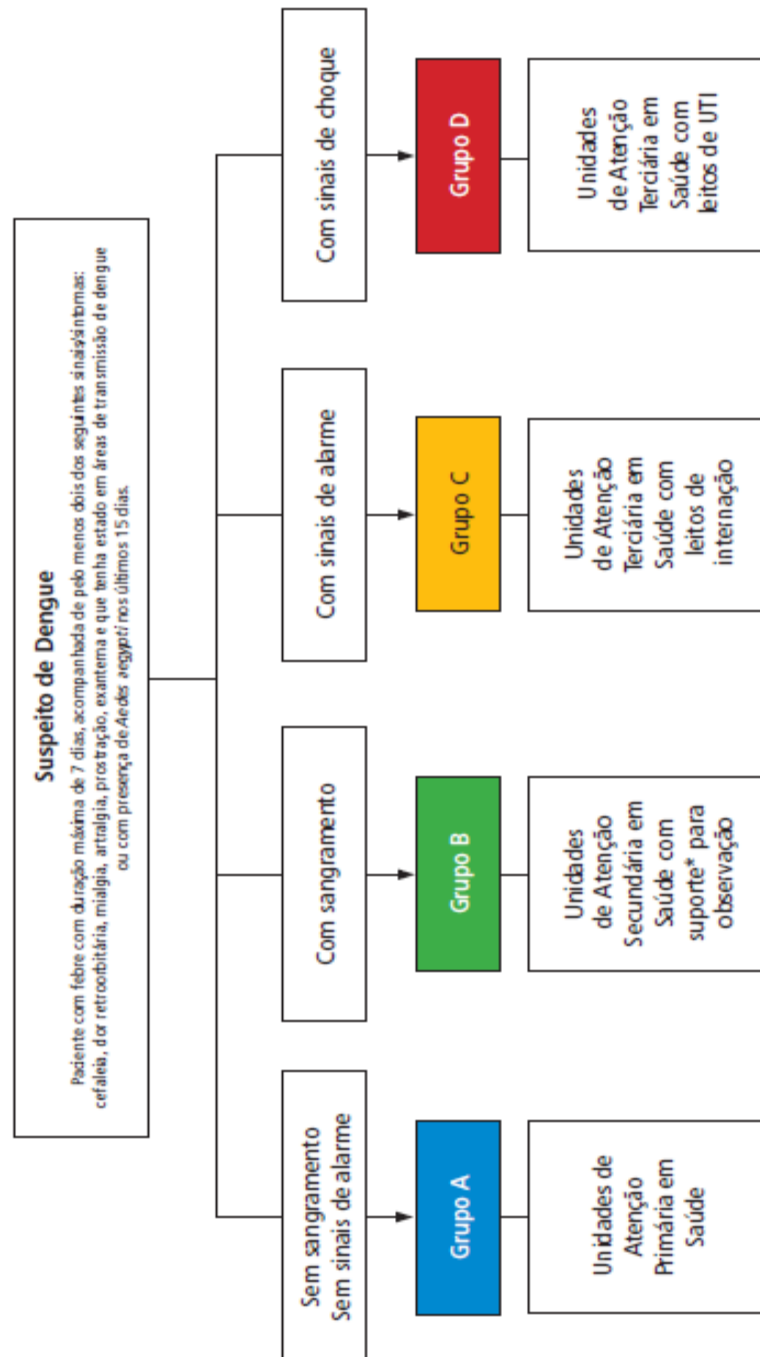 Suspeito de Dengue
Paciente com febre com duração máxima de 7 dias, acompanhada de pelo menos dois dos seguintes sinais/sintomas:
cefaleia, dor retroorbitária, mialgia, artralgia, prostração, exantema e que tenha estado em áreas de transmissão de dengue
ou com presença de Aedes aegypti nos últimos 15 dias.
Sem sangramento
Sem sinais de alarme
Grupo A
Unidades de
Atenção
Primária em
Saúde
Com sangramento
Grupo B
Unidades
de Atenção
Secundária em
Saúde com
suporte* para
observação
Com sinais de alarme
Grupo C
Unidades
de Atenção
Terciária em
Saúde com
leitos de
internação
Com sinais de choque
Grupo D
Unidades
de Atenção
Terciária em
Saúde com
leitos de UTI